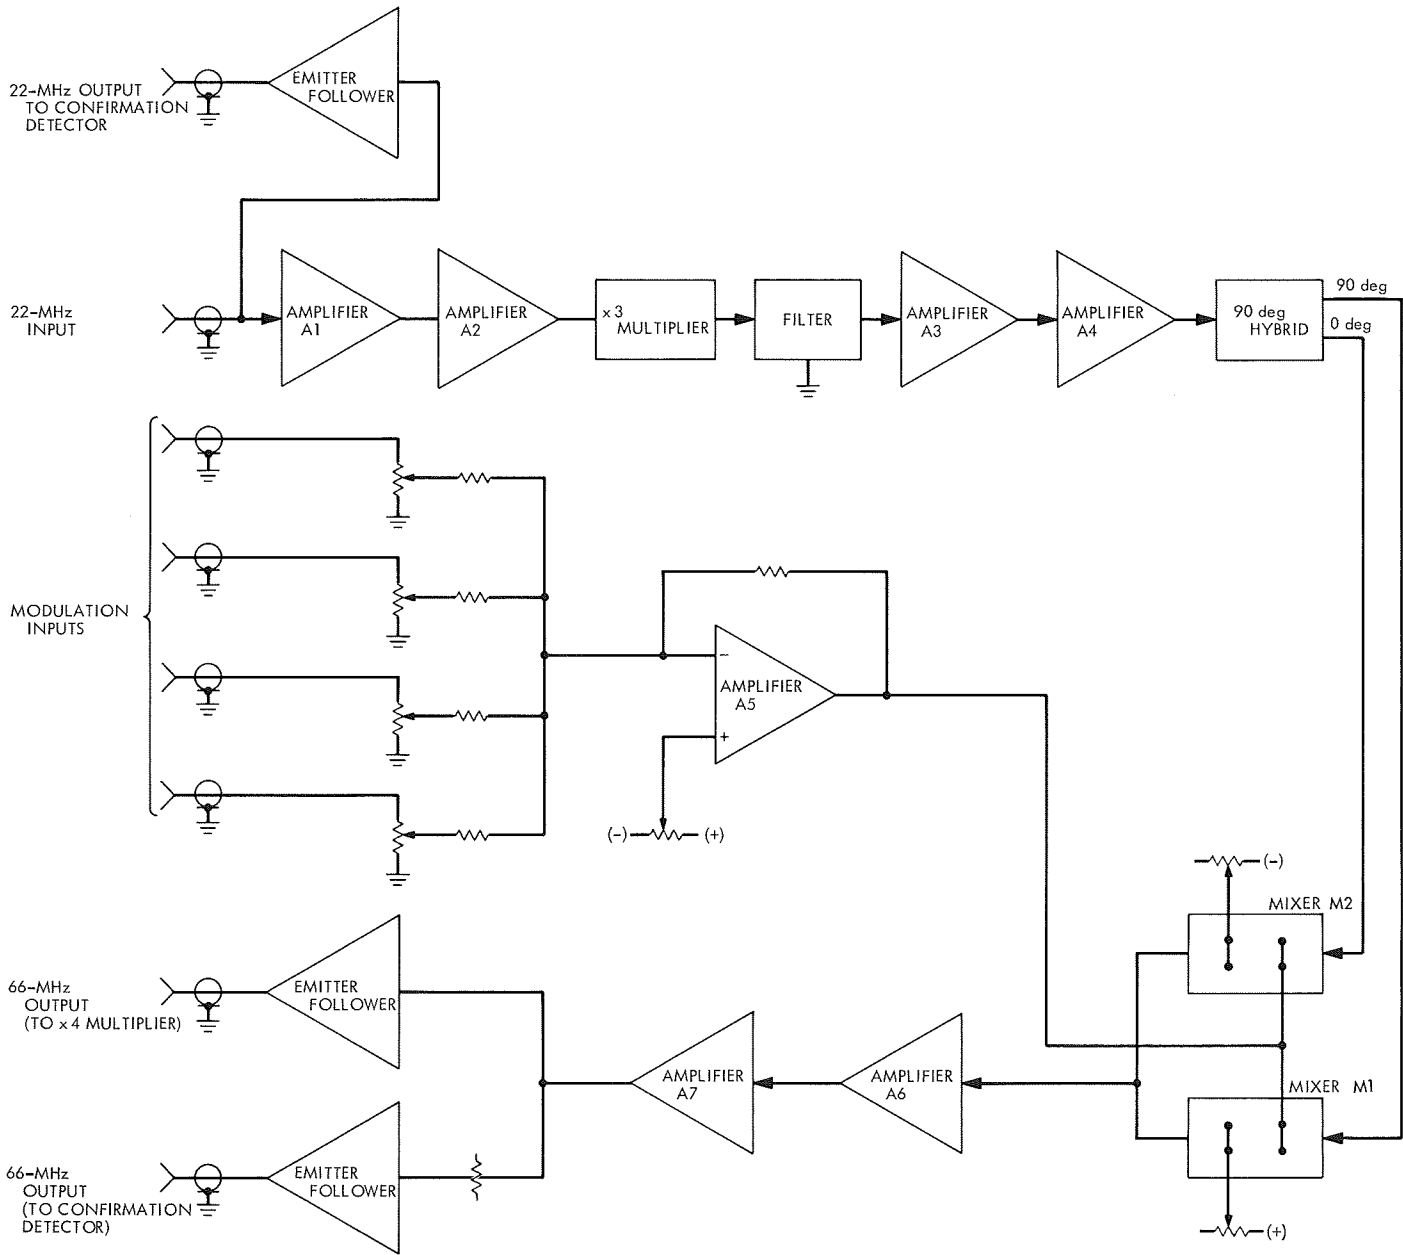 22-MHz OUTPUT
TO CONFIRMATION
DETECTOR
EMITTER
FOLLOWER
22-MHz
INPUT
AMPLIFIER
A1
AMPLIFIER
A2
x3
MULTIPLIER
FILTER
AMPLIFIER
A3
AMPLIFIER
A4
90 deg
HYBRID
90 deg
0 deg
MODULATION
INPUTS
−
AMPLIFIER
A5
+
(−)
(+)
(−)
MIXER M2
66-MHz
OUTPUT
(TO x4 MULTIPLIER)
EMITTER
FOLLOWER
AMPLIFIER
A7
AMPLIFIER
A6
MIXER M1
66-MHz
OUTPUT
(TO CONFIRMATION
DETECTOR)
EMITTER
FOLLOWER
(+)